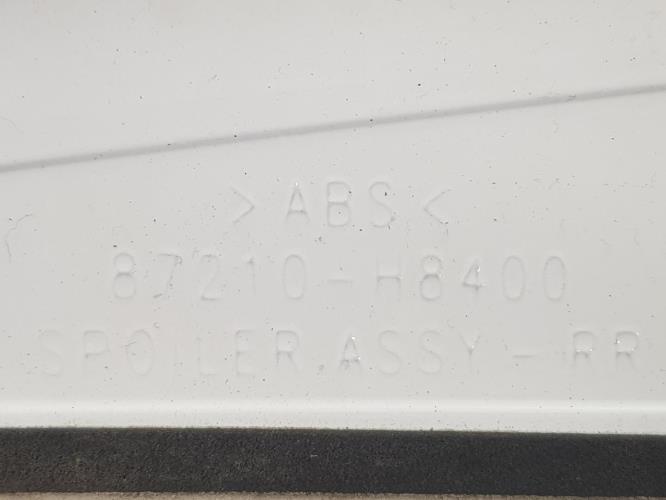 >ABS<
87210-H8400
SPOILER ASSY-RR